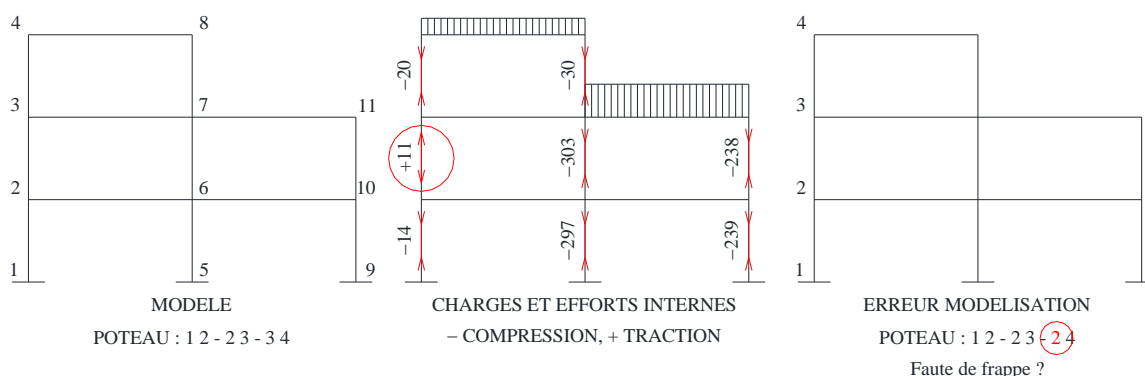 4 8
3 7 11
2 6 10
1 5 9
MODELE
POTEAU : 1 2 - 2 3 - 3 4
−20 −30
+11 −303 −238
−14 −297 −239
CHARGES ET EFFORTS INTERNES
− COMPRESSION, + TRACTION
4
3
2
1
ERREUR MODELISATION
POTEAU : 1 2 - 2 3 - 2 4
Faute de frappe ?